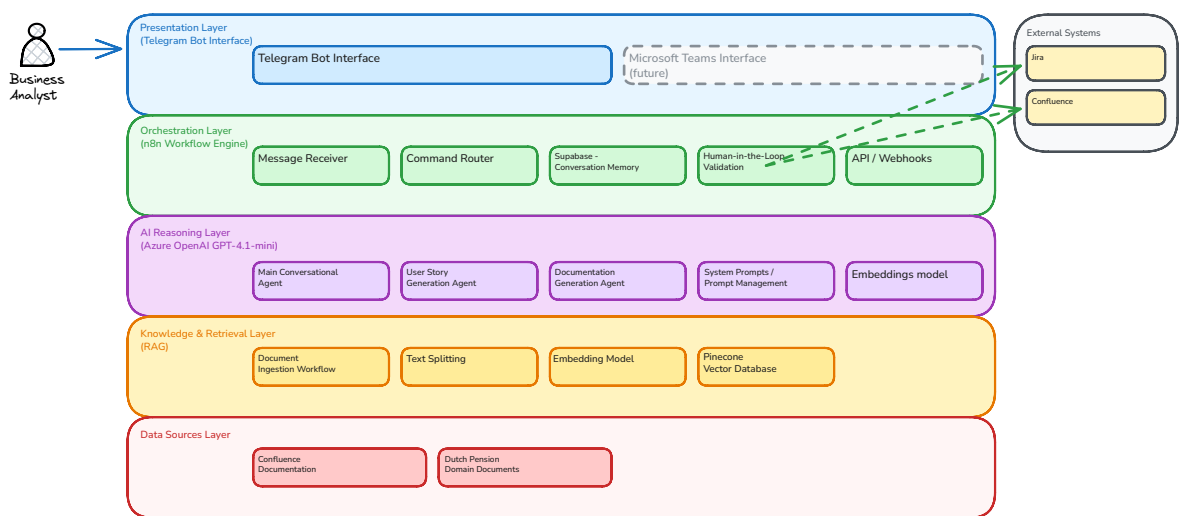 Business
Analyst
Presentation Layer
(Telegram Bot Interface)
Telegram Bot Interface
Microsoft Teams Interface
(future)
External Systems
Jira
Confluence
Orchestration Layer
(n8n Workflow Engine)
Message Receiver
Command Router
Supabase -
Conversation Memory
Human-in-the-Loop
Validation
API / Webhooks
AI Reasoning Layer
(Azure OpenAI GPT-4.1-mini)
Main Conversational
Agent
User Story
Generation Agent
Documentation
Generation Agent
System Prompts /
Prompt Management
Embeddings model
Knowledge & Retrieval Layer
(RAG)
Document
Ingestion Workflow
Text Splitting
Embedding Model
Pinecone
Vector Database
Data Sources Layer
Confluence
Documentation
Dutch Pension
Domain Documents